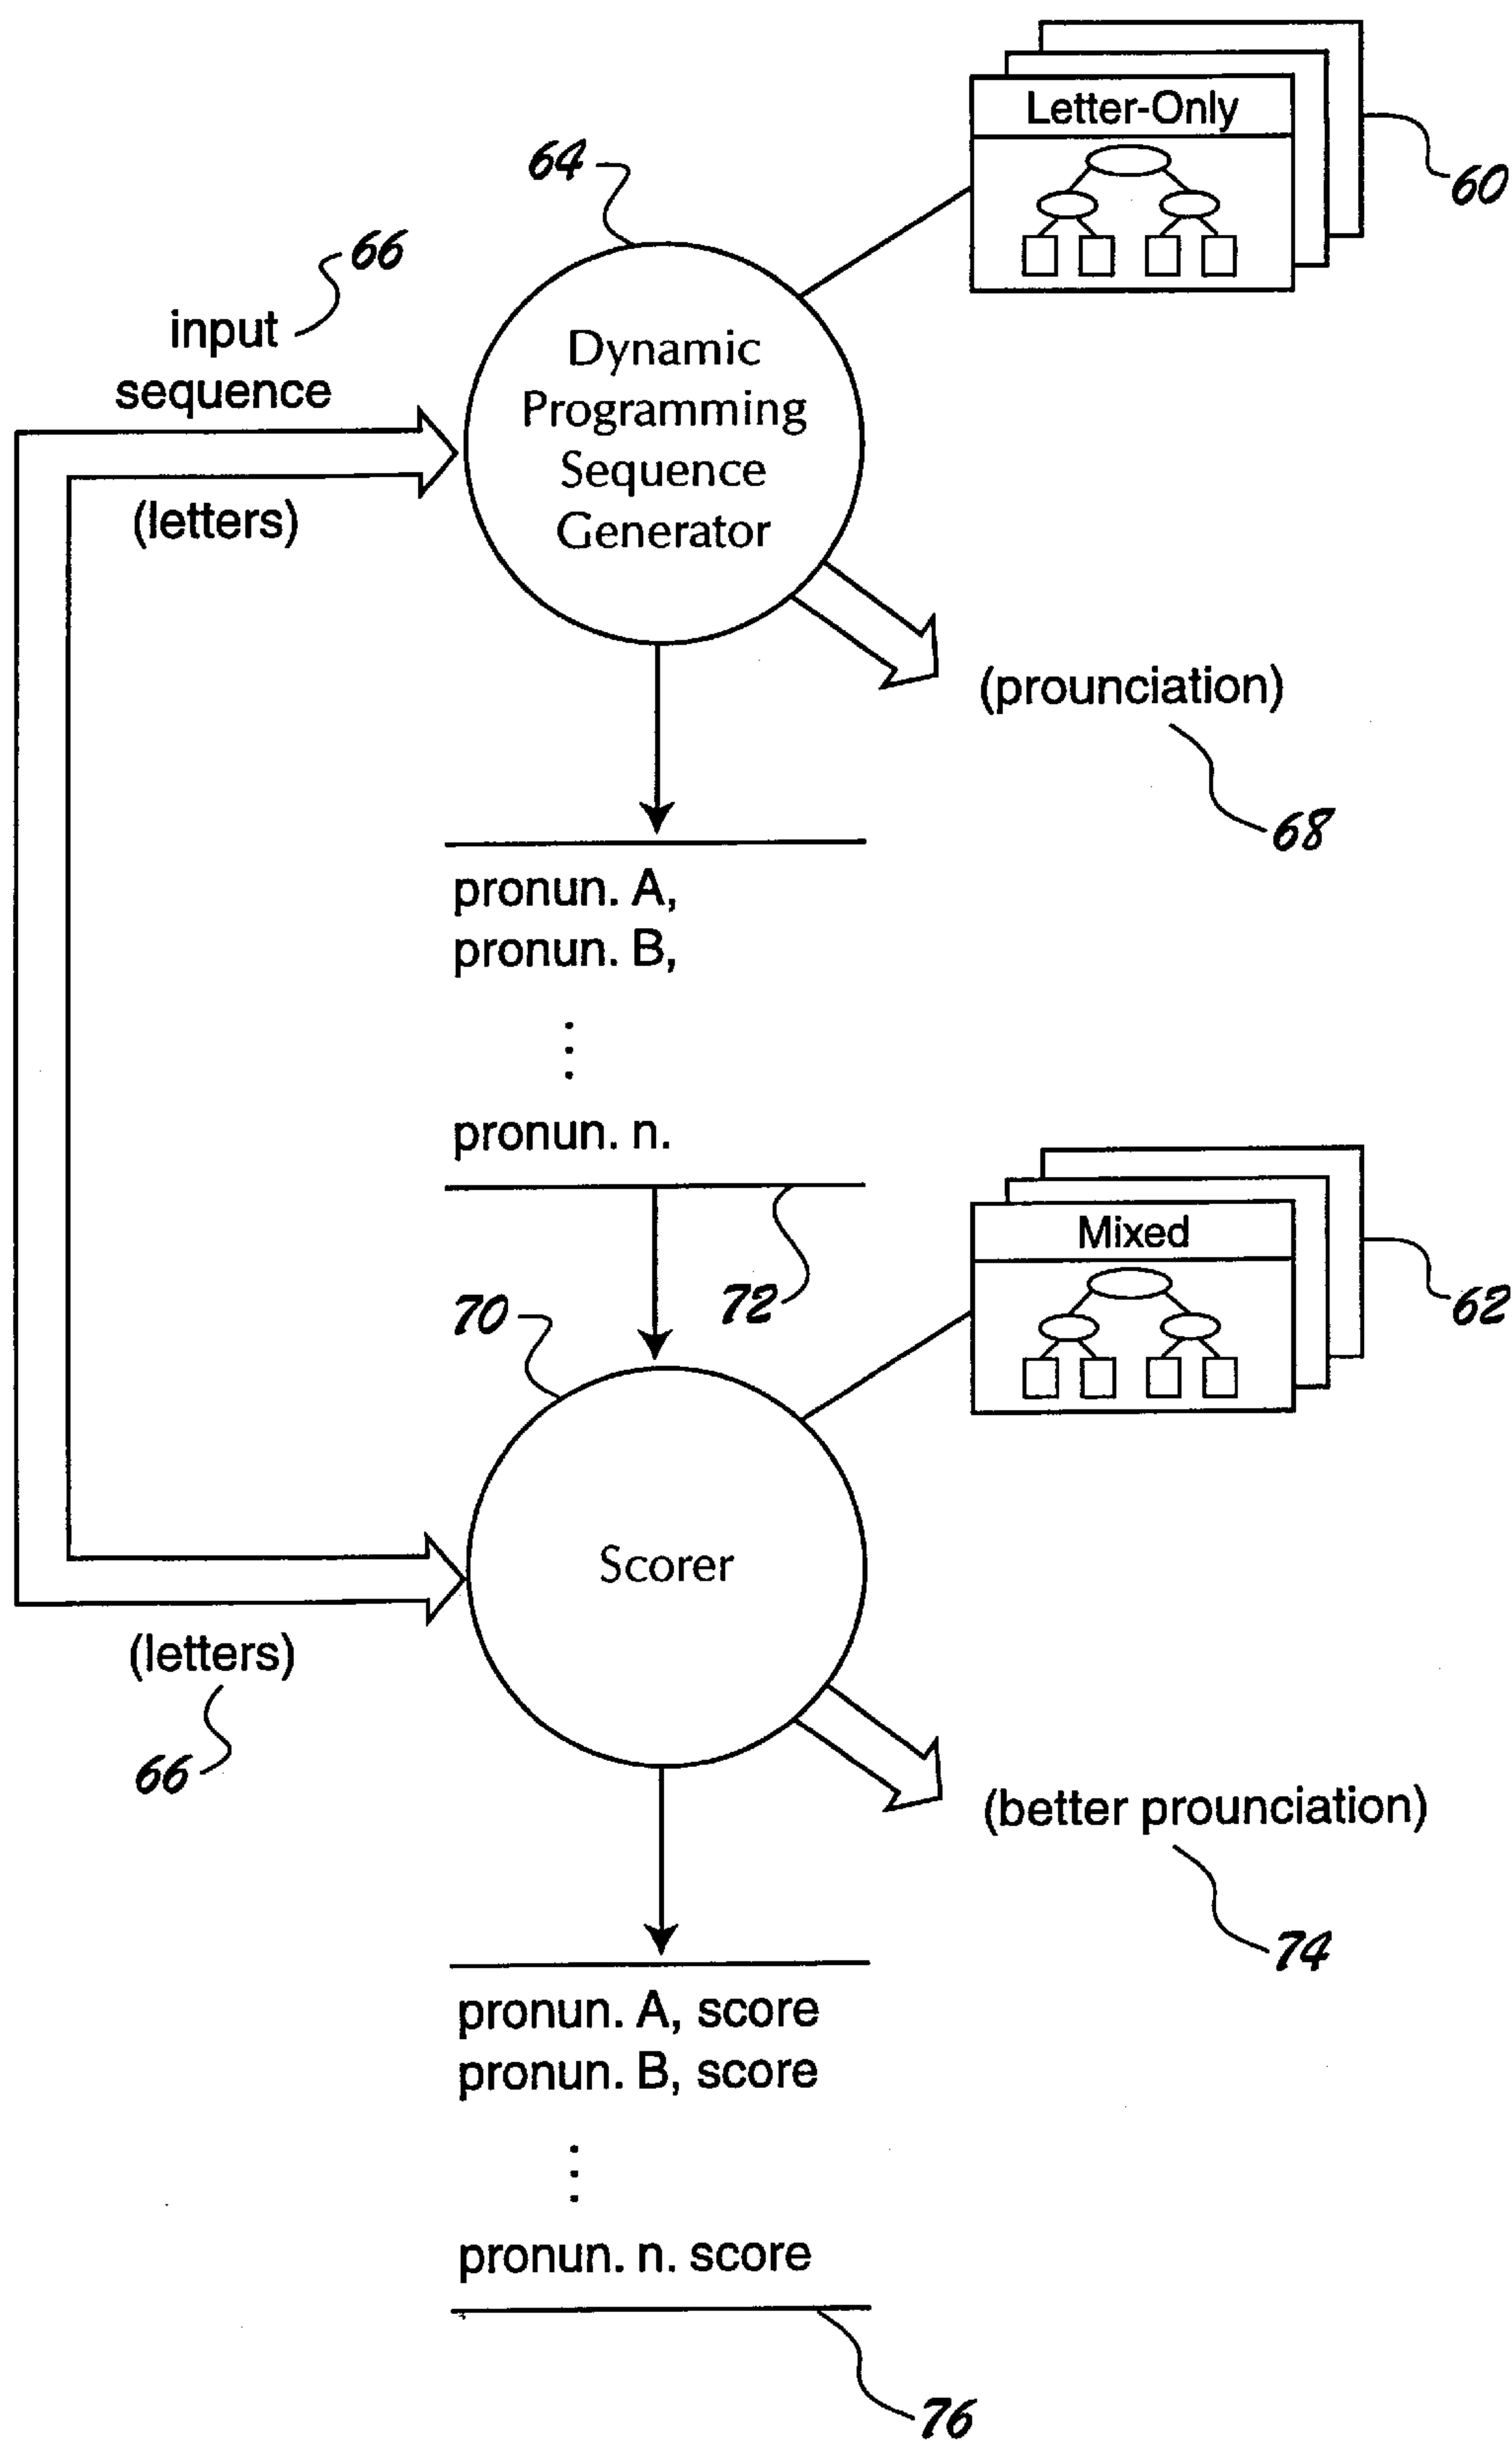 Letter-Only
60
64
66
input
sequence
(letters)
Dynamic
Programming
Sequence
Generator
(prounciation)
68
pronun. A,
pronun. B,
⋮
pronun. n.
72
Mixed
62
70
Scorer
(letters)
66
(better prounciation)
74
pronun. A, score
pronun. B, score
⋮
pronun. n. score
76